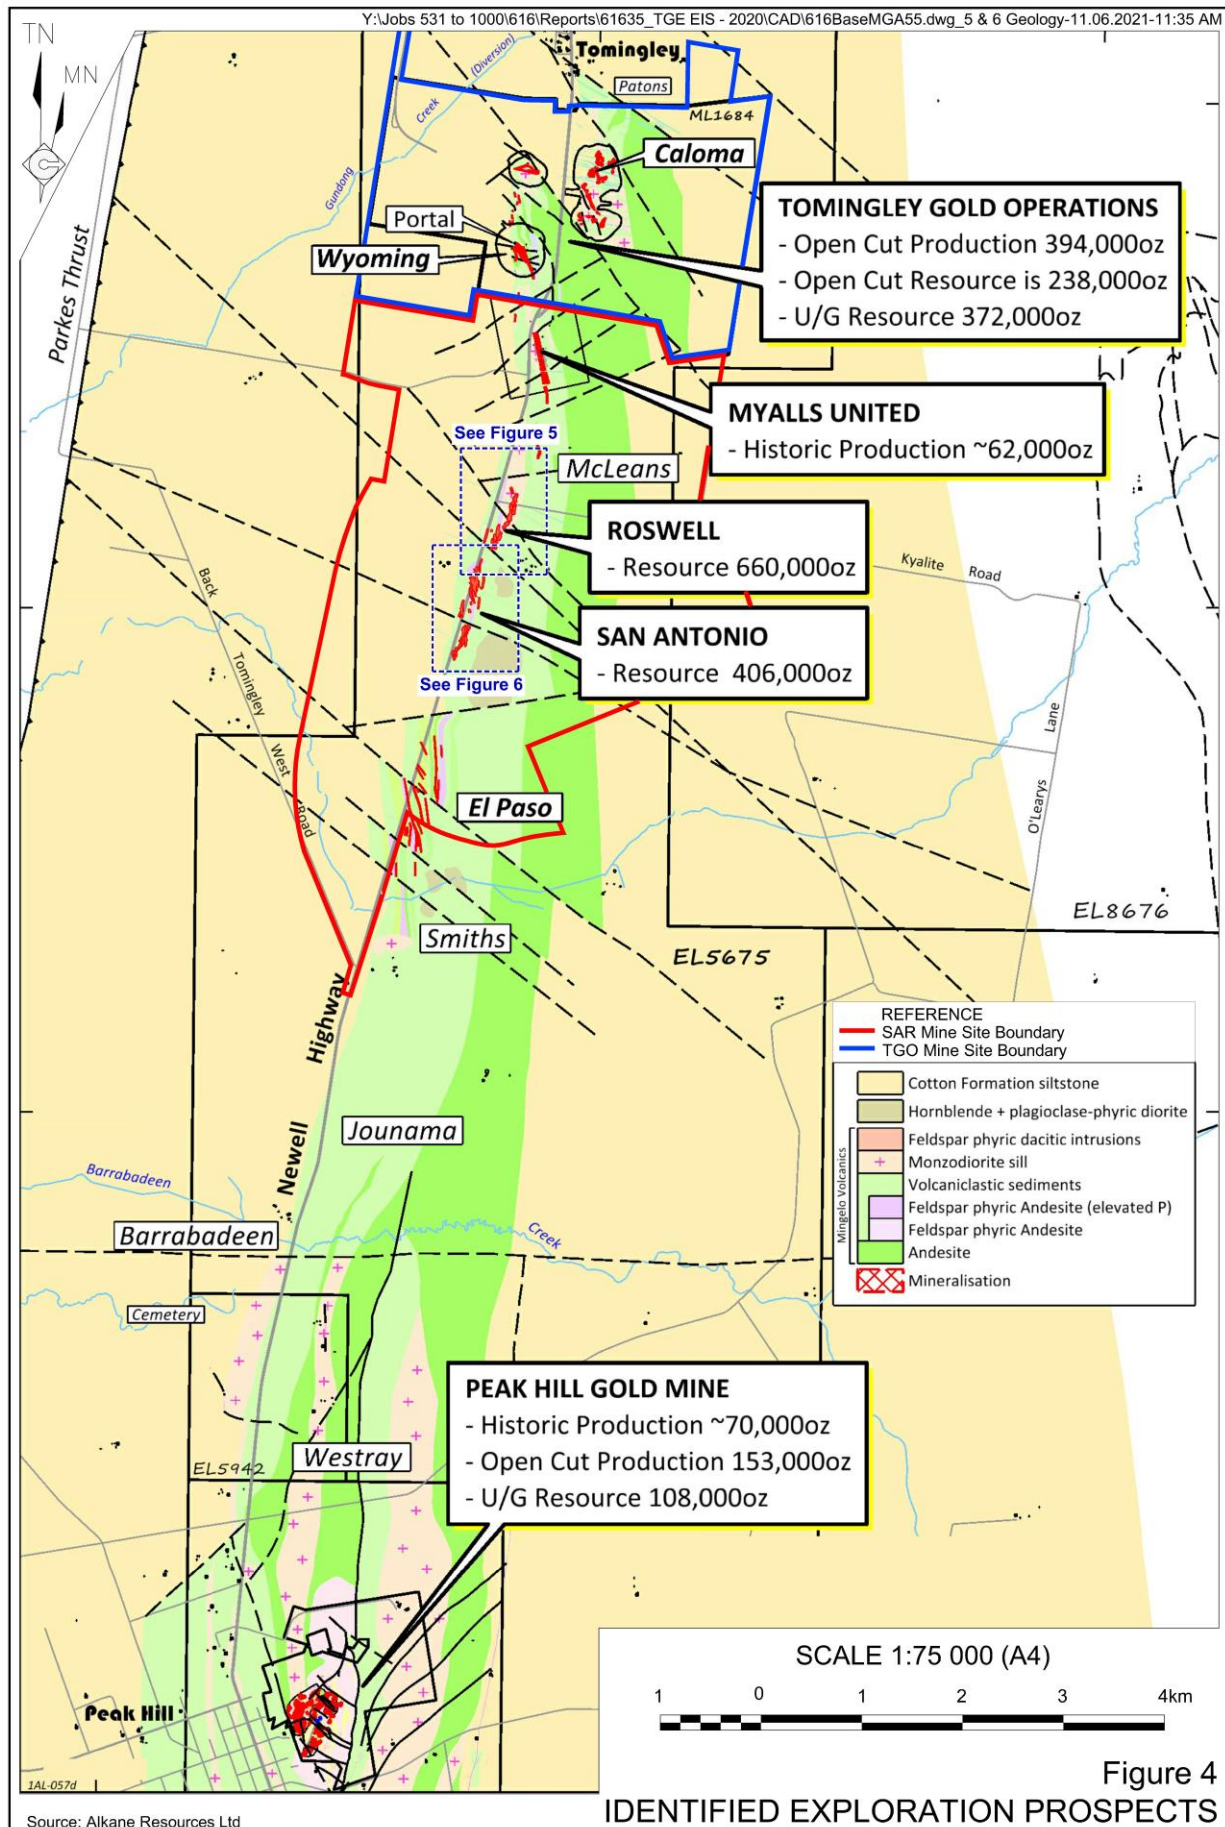 Y:\Jobs 531 to 1000\616\Reports\61635_TGE EIS - 2020\CAD\616BaseMGA55.dwg_5 & 6 Geology-11.06.2021-11:35 AM
TN
MN
Tomingley
Patons
ML1684
Creek
(Diversion)
Gundong
Caloma
Portal
Wyoming
Parkes Thrust
TOMINGLEY GOLD OPERATIONS
- Open Cut Production 394,000oz
- Open Cut Resource is 238,000oz
- U/G Resource 372,000oz
MYALLS UNITED
- Historic Production ~62,000oz
See Figure 5
McLeans
ROSWELL
- Resource 660,000oz
Kyalite Road
SAN ANTONIO
- Resource 406,000oz
See Figure 6
Back
Tomingley
West
Road
El Paso
O'Learys
Lane
EL8676
Smiths
EL5675
Newell
Highway
REFERENCE
SAR Mine Site Boundary
TGO Mine Site Boundary
Cotton Formation siltstone
Hornblende + plagioclase-phyric diorite
Mingelo Volcanics
Feldspar phyric dacitic intrusions
Monzodiorite sill
Volcaniclastic sediments
Feldspar phyric Andesite (elevated P)
Feldspar phyric Andesite
Andesite
Mineralisation
Jounama
Barrabadeen
Creek
Barrabadeen
Cemetery
PEAK HILL GOLD MINE
- Historic Production ~70,000oz
- Open Cut Production 153,000oz
- U/G Resource 108,000oz
Westray
EL5942
Peak Hill
1AL-057d
SCALE 1:75 000 (A4)
1 0 1 2 3 4km
Figure 4
IDENTIFIED EXPLORATION PROSPECTS
Source: Alkane Resources Ltd